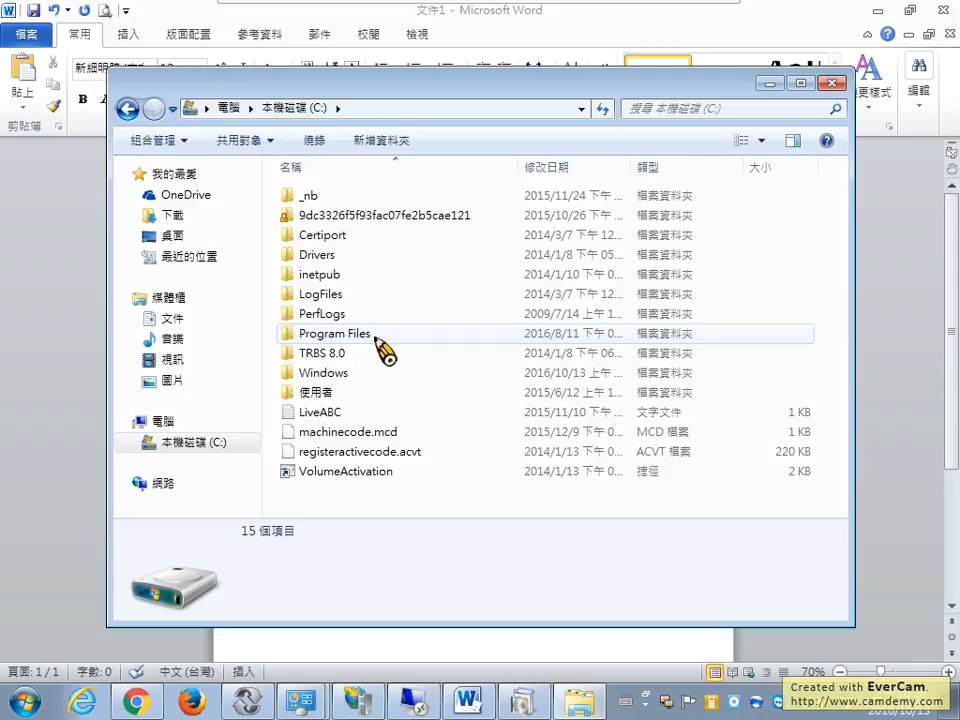 文件1 - Microsoft Word
檔案 常用 插入 版面配置 參考資料 郵件 校閱 檢視
貼上
B
剪貼簿
編輯
電腦 本機磁碟 (C:)
搜尋 本機磁碟 (C:)
組合管理 共用對象 燒錄 新增資料夾
我的最愛
OneDrive
下載
桌面
最近的位置
媒體櫃
文件
音樂
視訊
圖片
電腦
本機磁碟 (C:)
網路
名稱 修改日期 類型 大小
_nb 2015/11/24 下午 ... 檔案資料夾
9dc3326f5f93fac07fe2b5cae121 2015/10/26 下午 ... 檔案資料夾
Certiport 2014/3/7 下午 12... 檔案資料夾
Drivers 2014/1/8 下午 05... 檔案資料夾
inetpub 2014/1/10 下午 0... 檔案資料夾
LogFiles 2014/3/7 下午 12... 檔案資料夾
PerfLogs 2009/7/14 上午 1... 檔案資料夾
Program Files 2016/8/11 下午 0... 檔案資料夾
TRBS 8.0 2014/1/8 下午 06... 檔案資料夾
Windows 2016/10/13 上午 ... 檔案資料夾
使用者 2015/6/12 上午 1... 檔案資料夾
LiveABC 2015/11/10 下午 ... 文字文件 1 KB
machinecode.mcd 2015/12/9 下午 0... MCD 檔案 1 KB
registeractivecode.acvt 2014/1/13 下午 0... ACVT 檔案 220 KB
VolumeActivation 2014/1/13 下午 0... 捷徑 2 KB
15 個項目
頁面: 1/1 字數: 0 中文 (台灣) 插入 70%
Created with EverCam.
http://www.camdemy.com